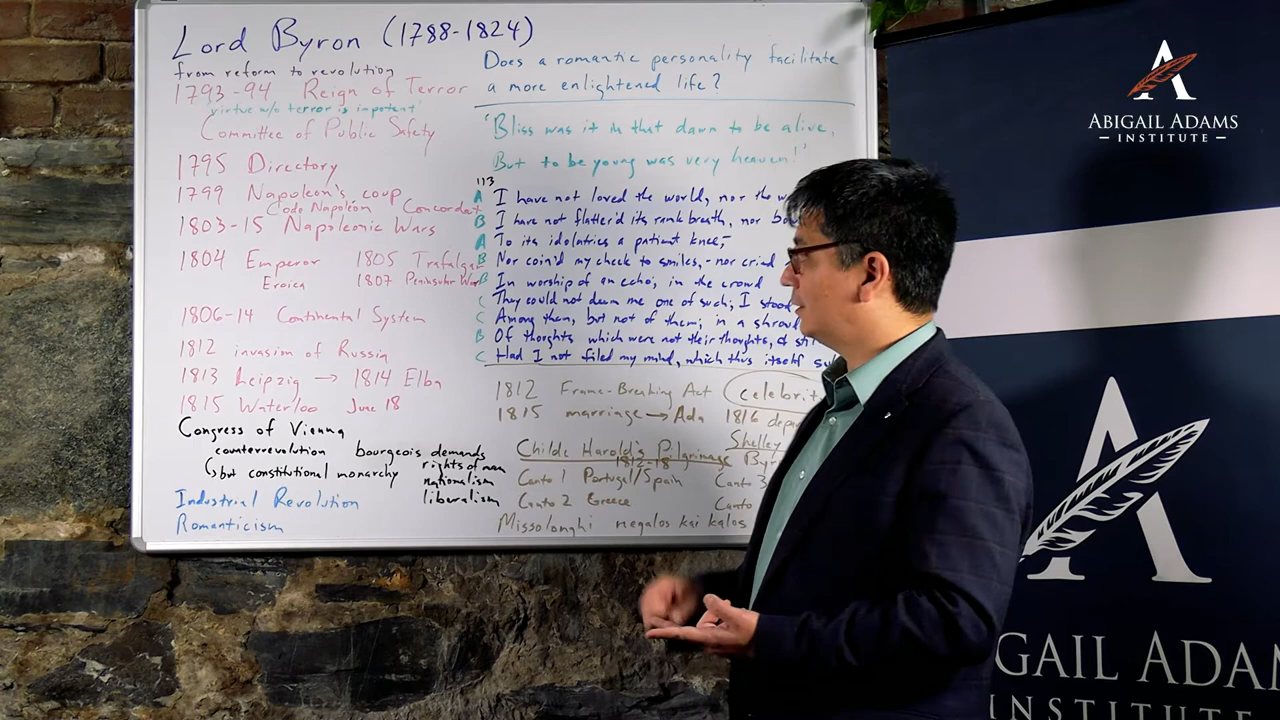 Lord Byron (1788-1824)
from reform to revolution
1793-94 Reign of Terror
'virtue w/o terror is impotent'
Committee of Public Safety
1795 Directory
1799 Napoleon's coup
Code Napoleon Concordat
1803-15 Napoleonic Wars
1804 Emperor 1805 Trafalgar
Eroica 1807 Peninsular War
1806-14 Continental System
1812 invasion of Russia
1813 Leipzig → 1814 Elba
1815 Waterloo June 18
Congress of Vienna
counterrevolution bourgeois demands
but constitutional monarchy rights of man
nationalism
liberalism
Industrial Revolution
Romanticism
Does a romantic personality facilitate
a more enlightened life?
'Bliss was it in that dawn to be alive,
But to be young was very heaven!'
113
A I have not loved the world, nor the w
B I have not flatter'd its rank breath, nor bo
A To its idolatries a patient knee,-
B Nor coin'd my cheek to smiles,- nor cried
B In worship of an echo; in the crowd
C They could not deem me one of such; I stood
C Among them, but not of them; in a shroud
B Of thoughts which were not their thoughts, & sti
C Had I not filed my mind, which thus itself su
1812 Frame-Breaking Act celebrit
1815 marriage → Ada 1816 depa
Shelley
Childe Harold's Pilgrimage Byr
1812-18
Canto 1 Portugal/Spain Canto 3
Canto 2 Greece Canto
Missolonghi megalos kai kalos
A
ABIGAIL ADAMS
INSTITUTE
A
GAIL ADAM
INSTITUTE